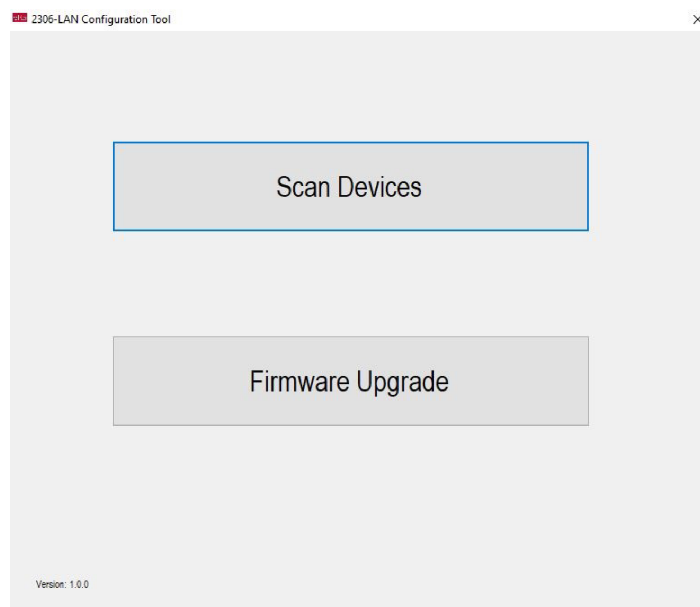 2306-LAN Configuration Tool
Scan Devices
Firmware Upgrade
Version: 1.0.0